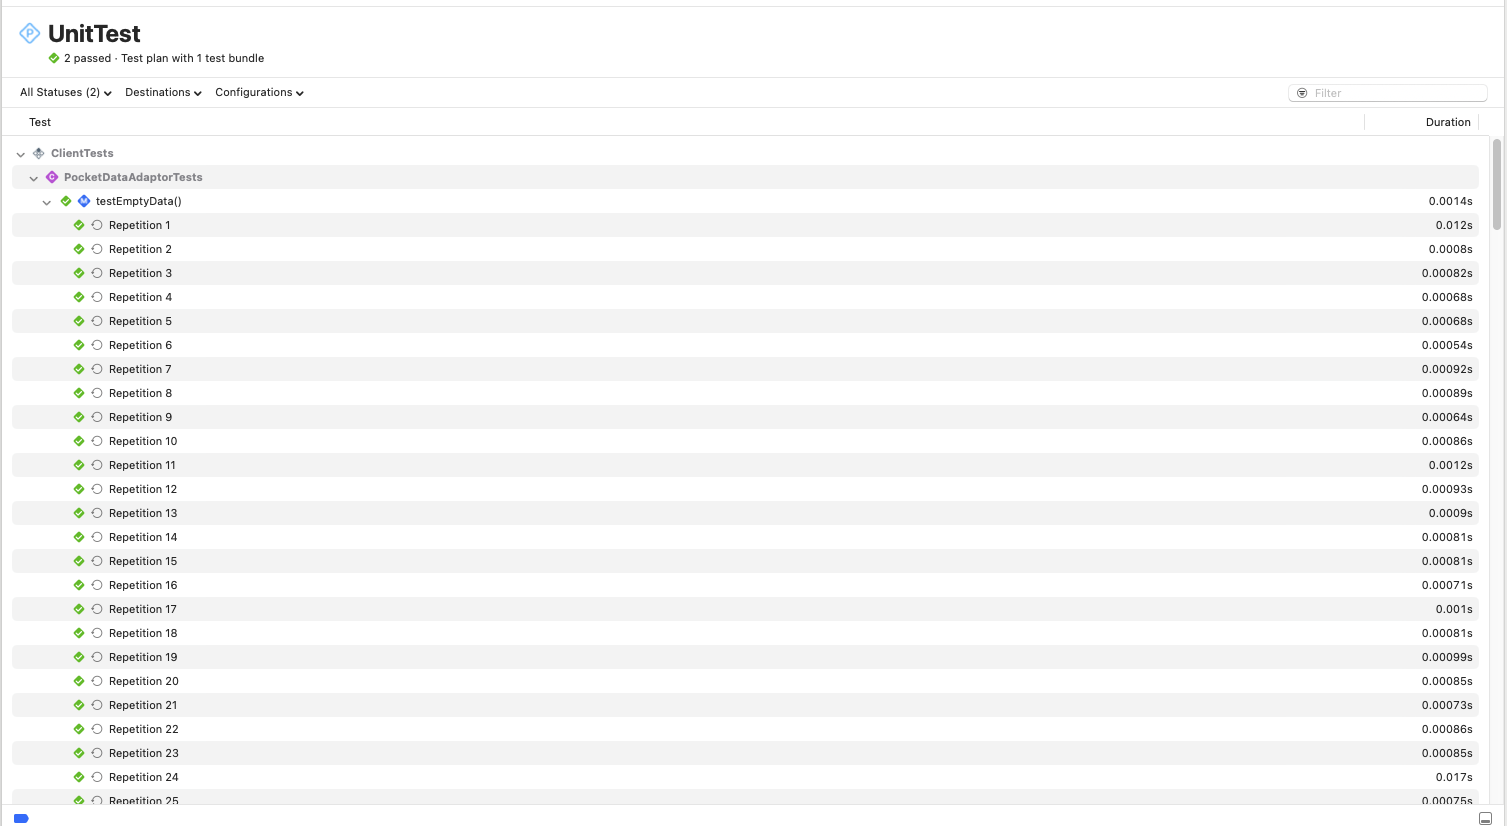 UnitTest
2 passed · Test plan with 1 test bundle
All Statuses (2) Destinations Configurations Filter
Test Duration
ClientTests
PocketDataAdaptorTests
testEmptyData() 0.0014s
Repetition 1 0.012s
Repetition 2 0.0008s
Repetition 3 0.00082s
Repetition 4 0.00068s
Repetition 5 0.00068s
Repetition 6 0.00054s
Repetition 7 0.00092s
Repetition 8 0.00089s
Repetition 9 0.00064s
Repetition 10 0.00086s
Repetition 11 0.0012s
Repetition 12 0.00093s
Repetition 13 0.0009s
Repetition 14 0.00081s
Repetition 15 0.00081s
Repetition 16 0.00071s
Repetition 17 0.001s
Repetition 18 0.00081s
Repetition 19 0.00099s
Repetition 20 0.00085s
Repetition 21 0.00073s
Repetition 22 0.00086s
Repetition 23 0.00085s
Repetition 24 0.017s
Repetition 25 0.00075s